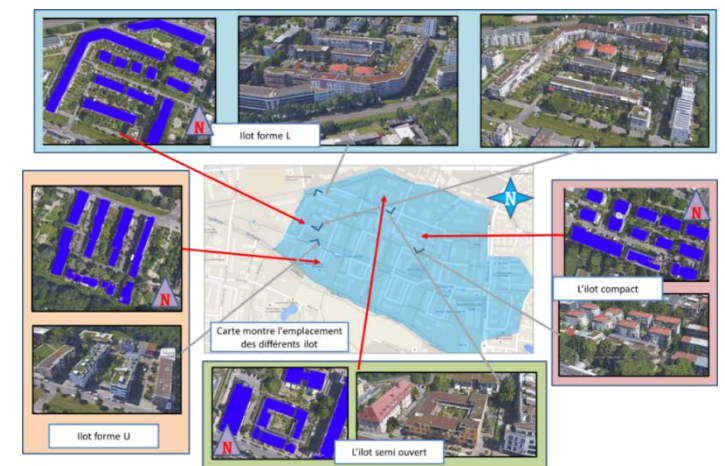 N
Ilot forme L
N
N
N
L'ilot compact
N
Carte montre l'emplacement
des différents ilot
Ilot forme U
N
L'ilot semi ouvert